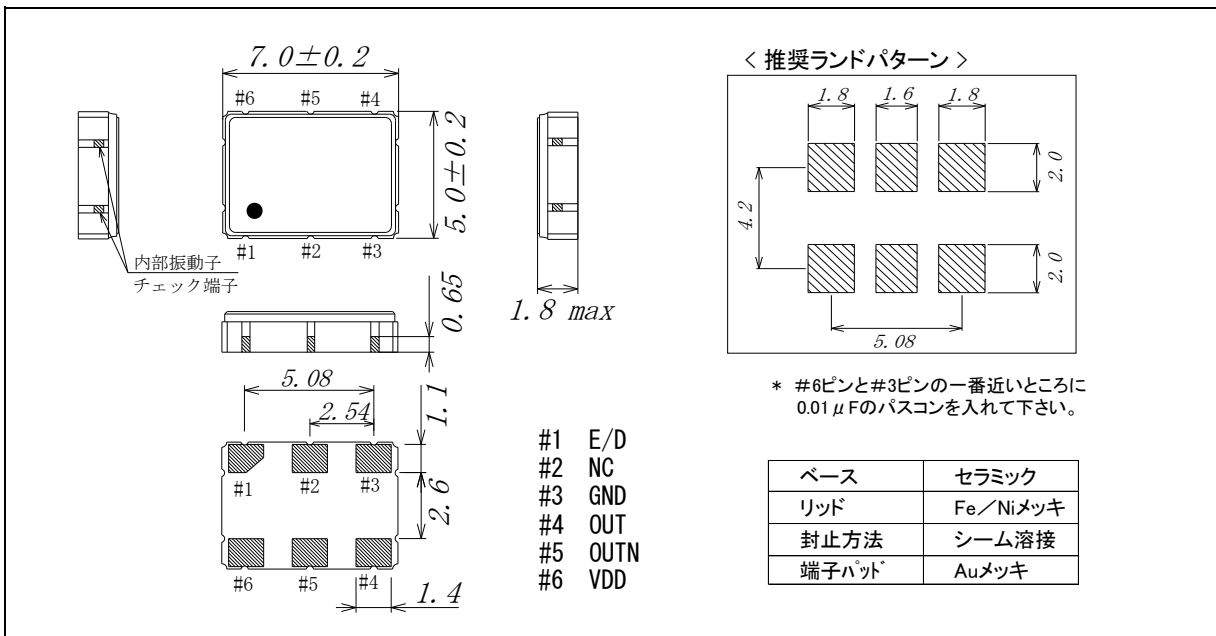 7.0±0.2
#6 #5 #4
5.0±0.2
#1 #2 #3
内部振動子
チェック端子
1.8 max
0.65
5.08
2.54
1.1
#1 #2 #3
2.6
#6 #5 #4
1.4
#1 E/D
#2 NC
#3 GND
#4 OUT
#5 OUTN
#6 VDD
< 推奨ランドパターン >
1.8 1.6 1.8
2.0
4.2
2.0
5.08
* #6ピンと#3ピンの一番近いところに
0.01μFのパスコンを入れて下さい。
ベース セラミック
リッド Fe/Niメッキ
封止方法 シーム溶接
端子パッド Auメッキ